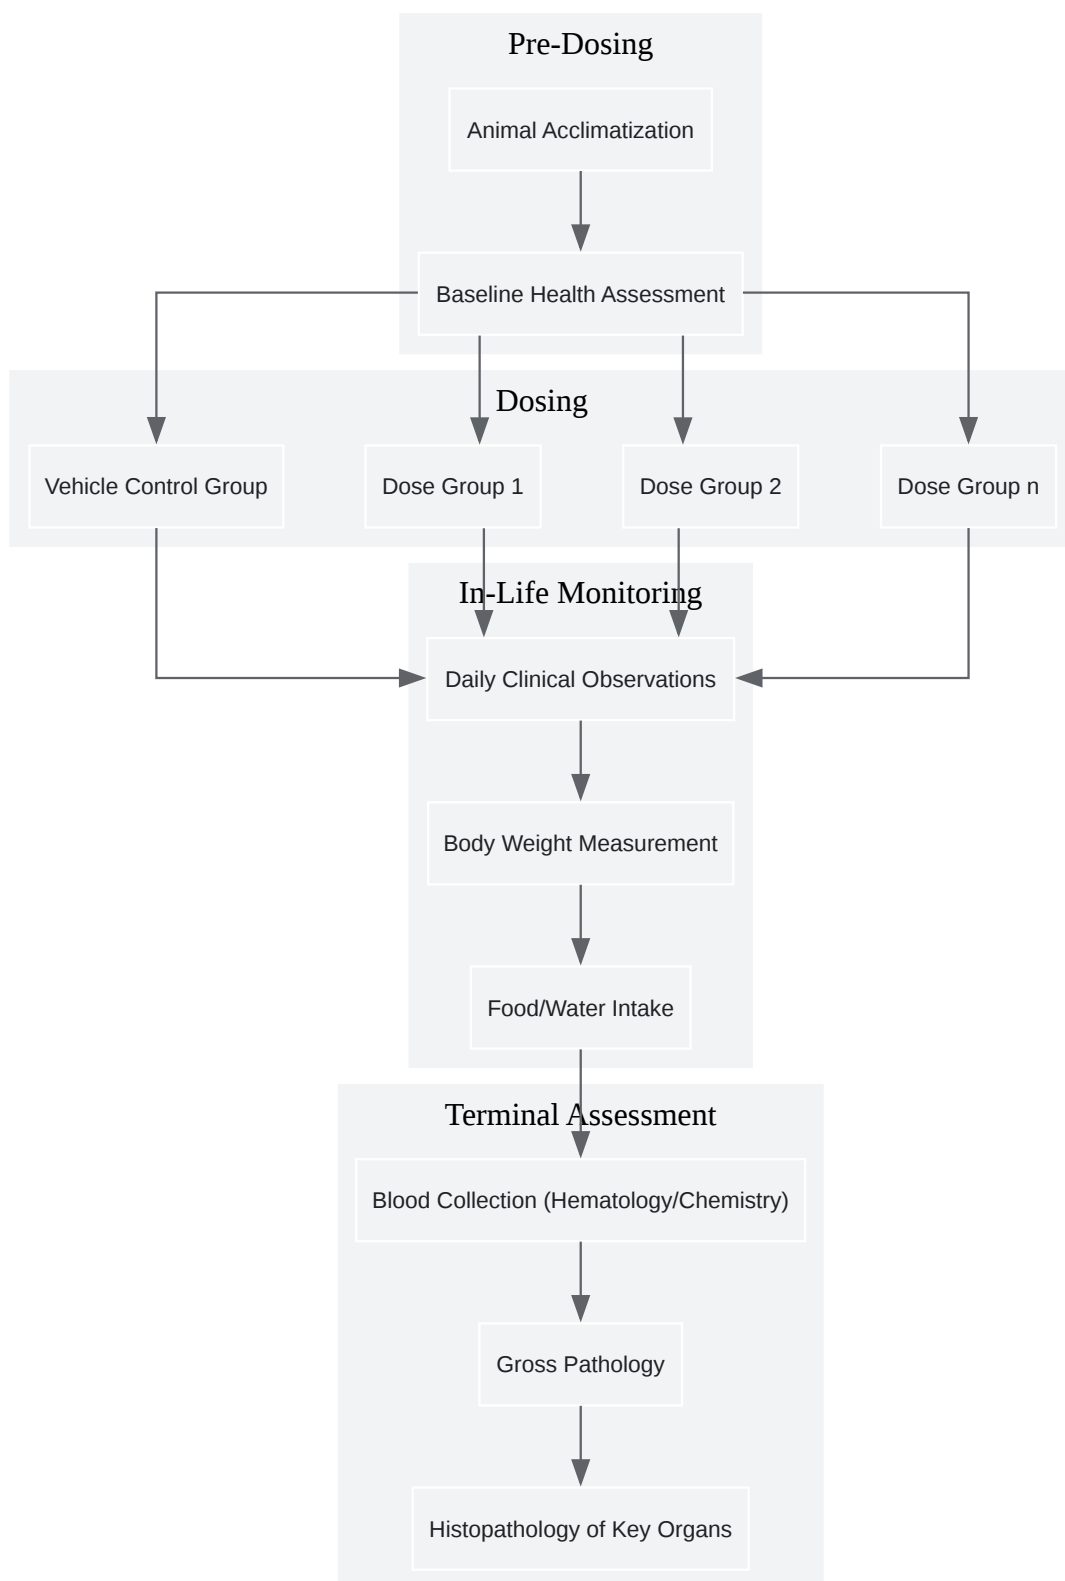 Pre-Dosing
Animal Acclimatization
Baseline Health Assessment
Dosing
Vehicle Control Group
Dose Group 1
Dose Group 2
Dose Group n
In-Life Monitoring
Daily Clinical Observations
Body Weight Measurement
Food/Water Intake
Terminal Assessment
Blood Collection (Hematology/Chemistry)
Gross Pathology
Histopathology of Key Organs